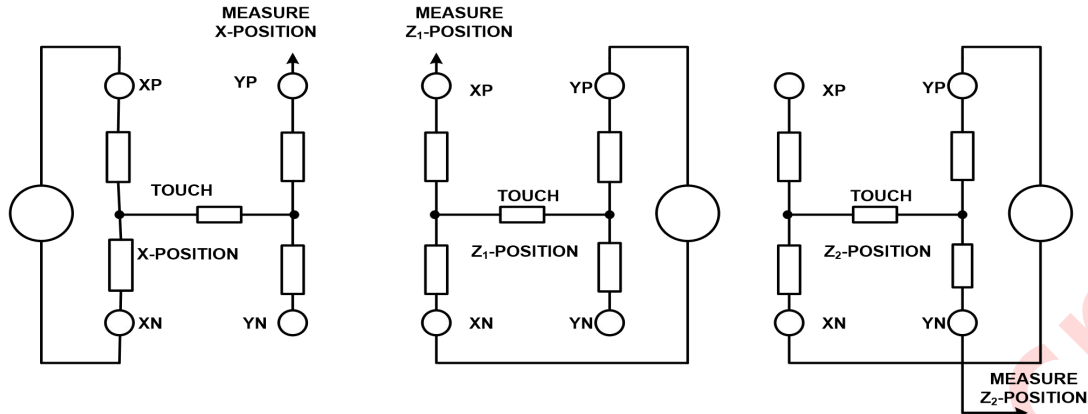 MEASURE
X-POSITION
XP
YP
TOUCH
X-POSITION
XN
YN
MEASURE
Z₁-POSITION
XP
YP
TOUCH
Z₁-POSITION
XN
YN
XP
YP
TOUCH
Z₂-POSITION
XN
YN
MEASURE
Z₂-POSITION